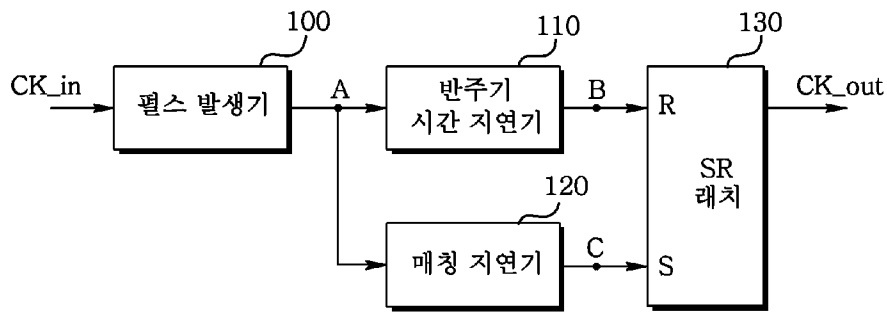 100
110
130
CK_in
펄스 발생기
A
반주기
시간 지연기
B
R
CK_out
SR
래치
120
매칭 지연기
C
S